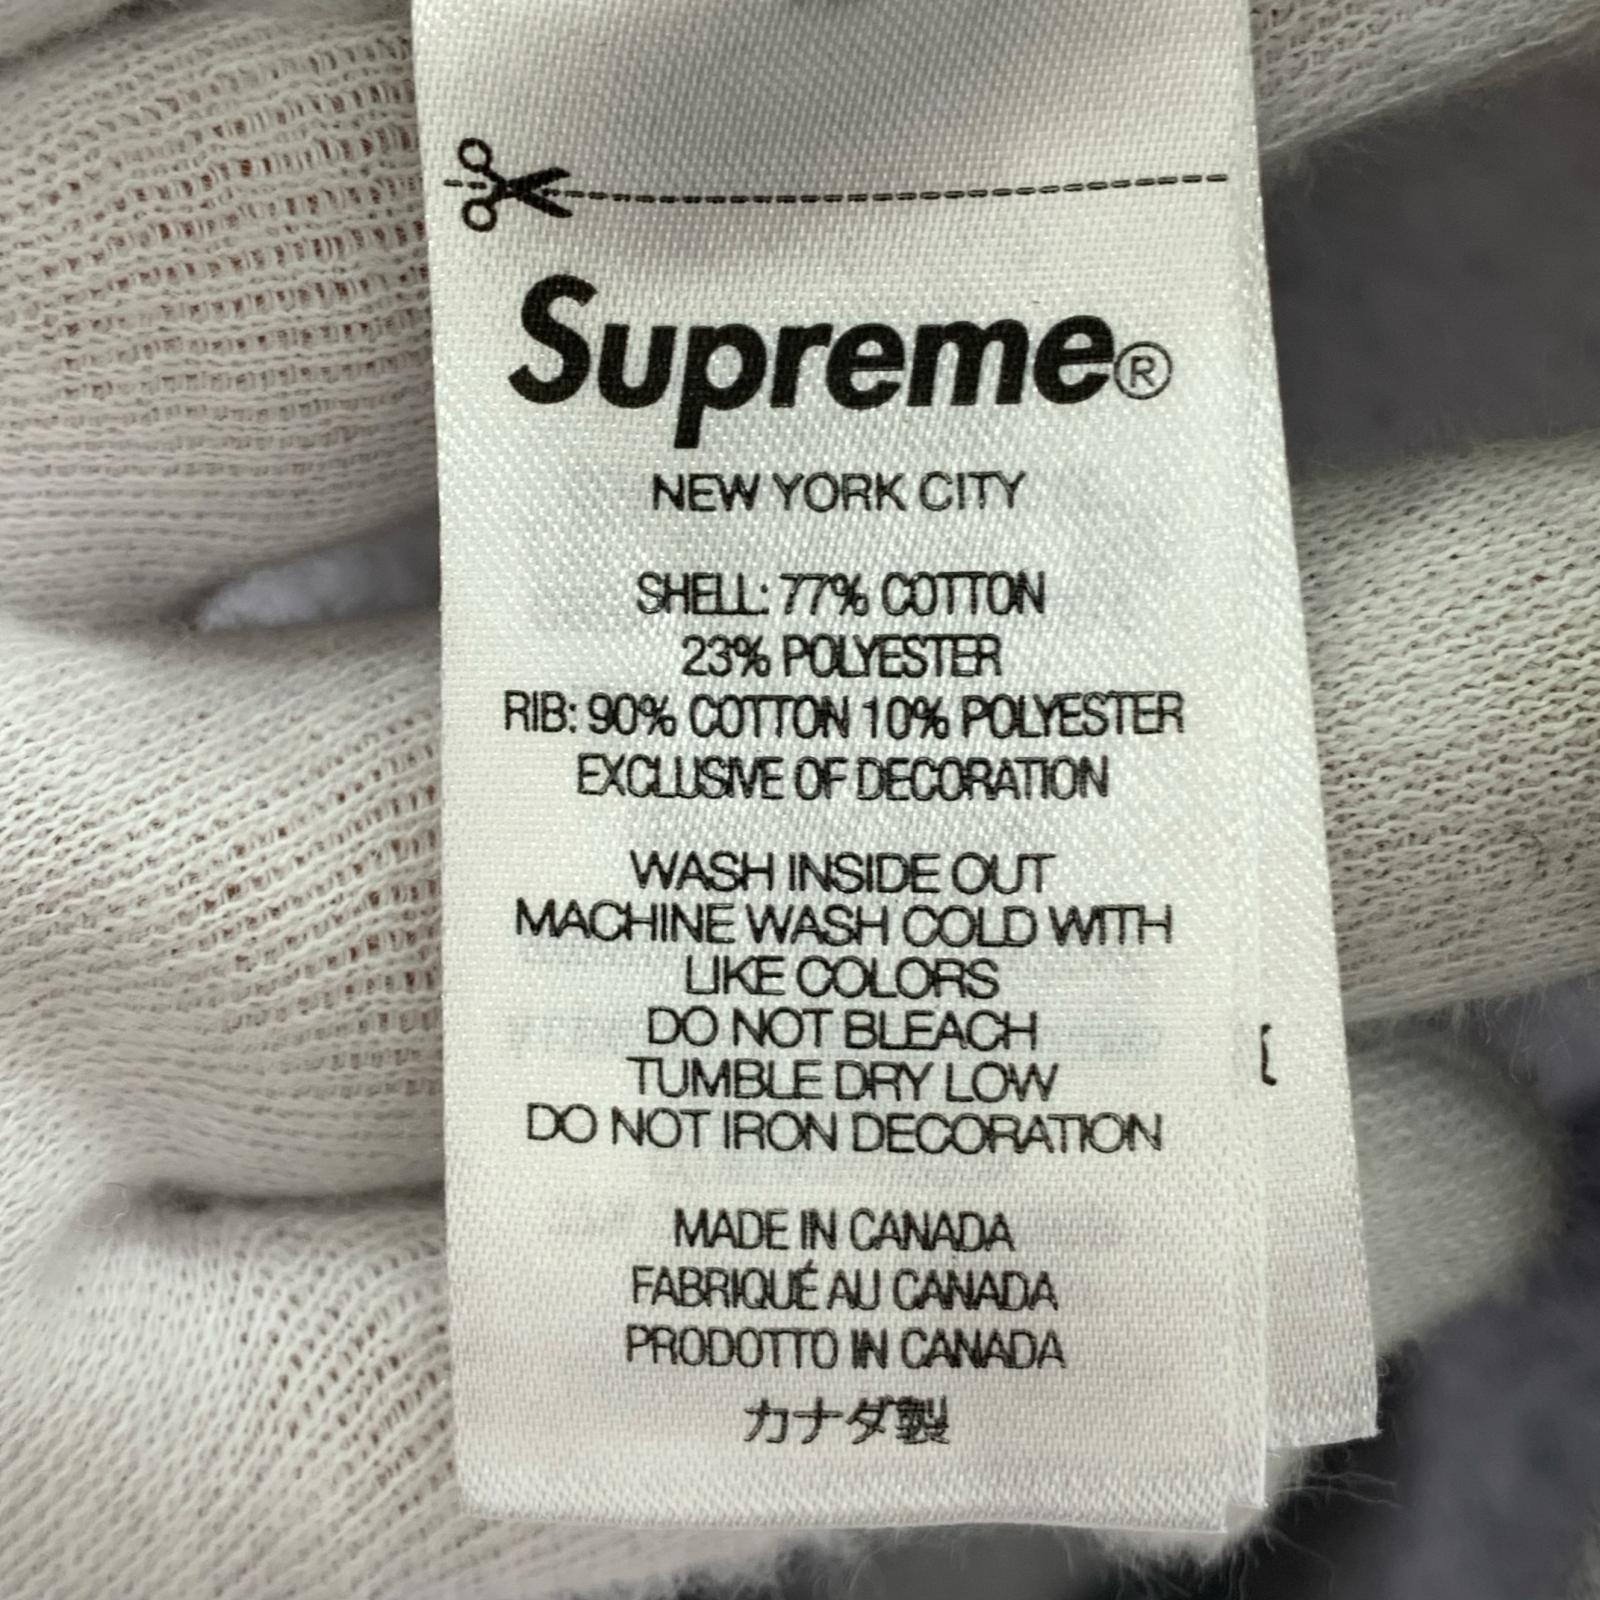 Supreme®
NEW YORK CITY
SHELL: 77% COTTON
23% POLYESTER
RIB: 90% COTTON 10% POLYESTER
EXCLUSIVE OF DECORATION
WASH INSIDE OUT
MACHINE WASH COLD WITH
LIKE COLORS
DO NOT BLEACH
TUMBLE DRY LOW
DO NOT IRON DECORATION
MADE IN CANADA
FABRIQUÉ AU CANADA
PRODOTTO IN CANADA
カナダ製